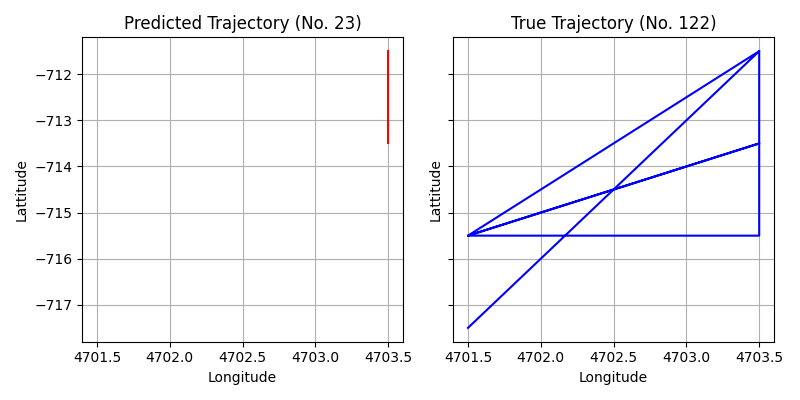 Predicted Trajectory (No. 23)
True Trajectory (No. 122)
Lattitude
−712
−713
−714
−715
−716
−717
4701.5 4702.0 4702.5 4703.0 4703.5
Longitude
Lattitude
4701.5 4702.0 4702.5 4703.0 4703.5
Longitude